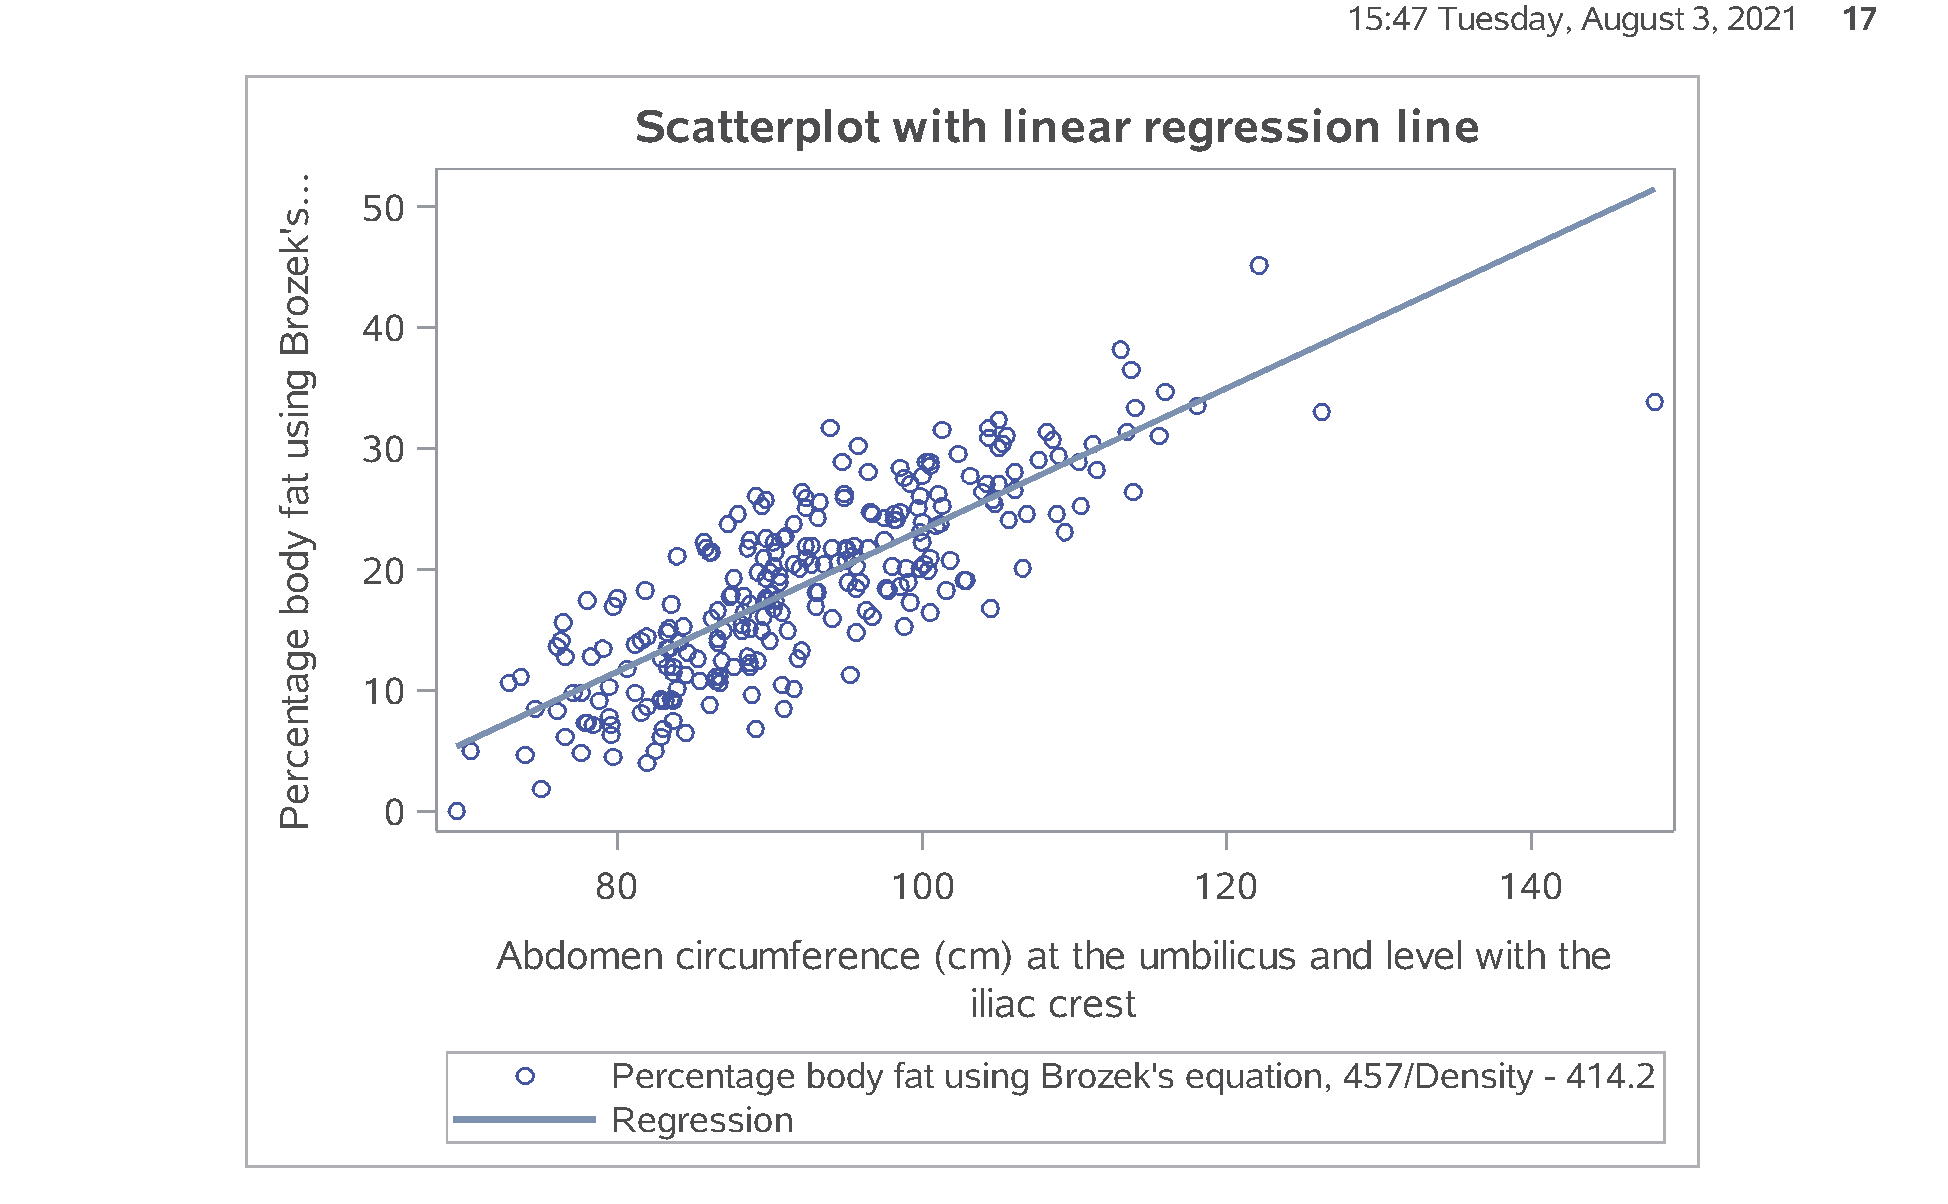 15:47 Tuesday, August 3, 2021 17
Scatterplot with linear regression line
Percentage body fat using Brozek's...
50
40
30
20
10
0
80 100 120 140
Abdomen circumference (cm) at the umbilicus and level with the
iliac crest
Percentage body fat using Brozek's equation, 457/Density - 414.2
Regression